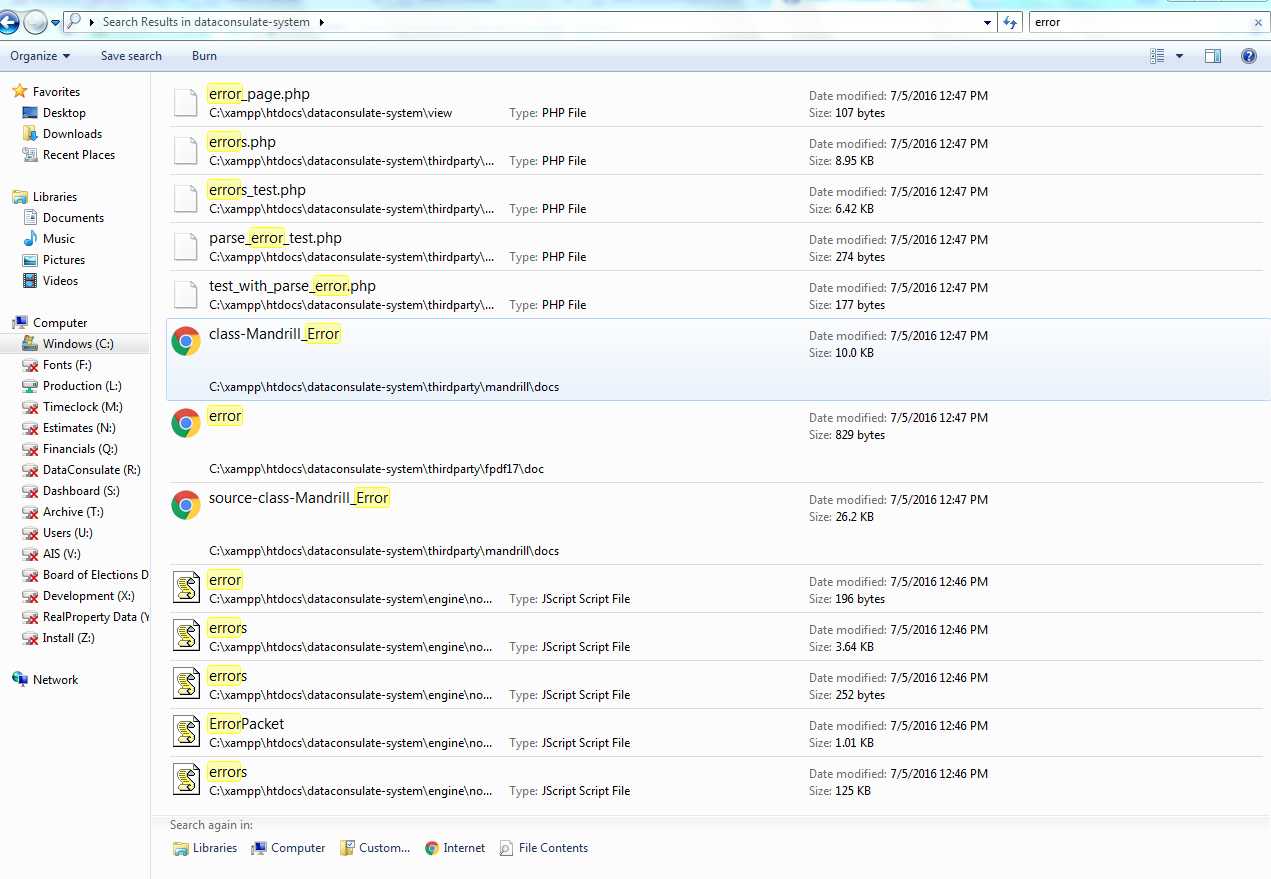 Search Results in dataconsulate-system
error
Organize
Save search
Burn
Favorites
Desktop
Downloads
Recent Places
Libraries
Documents
Music
Pictures
Videos
Computer
Windows (C:)
Fonts (F:)
Production (L:)
Timeclock (M:)
Estimates (N:)
Financials (Q:)
DataConsulate (R:)
Dashboard (S:)
Archive (T:)
Users (U:)
AIS (V:)
Board of Elections D
Development (X:)
RealProperty Data (Y
Install (Z:)
Network
error_page.php
Date modified: 7/5/2016 12:47 PM
C:\xampp\htdocs\dataconsulate-system\view Type: PHP File Size: 107 bytes
errors.php
Date modified: 7/5/2016 12:47 PM
C:\xampp\htdocs\dataconsulate-system\thirdparty\... Type: PHP File Size: 8.95 KB
errors_test.php
Date modified: 7/5/2016 12:47 PM
C:\xampp\htdocs\dataconsulate-system\thirdparty\... Type: PHP File Size: 6.42 KB
parse_error_test.php
Date modified: 7/5/2016 12:47 PM
C:\xampp\htdocs\dataconsulate-system\thirdparty\... Type: PHP File Size: 274 bytes
test_with_parse_error.php
Date modified: 7/5/2016 12:47 PM
C:\xampp\htdocs\dataconsulate-system\thirdparty\... Type: PHP File Size: 177 bytes
class-Mandrill_Error
Date modified: 7/5/2016 12:47 PM
Size: 10.0 KB
C:\xampp\htdocs\dataconsulate-system\thirdparty\mandrill\docs
error
Date modified: 7/5/2016 12:47 PM
Size: 829 bytes
C:\xampp\htdocs\dataconsulate-system\thirdparty\fpdf17\doc
source-class-Mandrill_Error
Date modified: 7/5/2016 12:47 PM
Size: 26.2 KB
C:\xampp\htdocs\dataconsulate-system\thirdparty\mandrill\docs
error
Date modified: 7/5/2016 12:46 PM
C:\xampp\htdocs\dataconsulate-system\engine\no... Type: JScript Script File Size: 196 bytes
errors
Date modified: 7/5/2016 12:46 PM
C:\xampp\htdocs\dataconsulate-system\engine\no... Type: JScript Script File Size: 3.64 KB
errors
Date modified: 7/5/2016 12:46 PM
C:\xampp\htdocs\dataconsulate-system\engine\no... Type: JScript Script File Size: 252 bytes
ErrorPacket
Date modified: 7/5/2016 12:46 PM
C:\xampp\htdocs\dataconsulate-system\engine\no... Type: JScript Script File Size: 1.01 KB
errors
Date modified: 7/5/2016 12:46 PM
C:\xampp\htdocs\dataconsulate-system\engine\no... Type: JScript Script File Size: 125 KB
Search again in:
Libraries Computer Custom... Internet File Contents